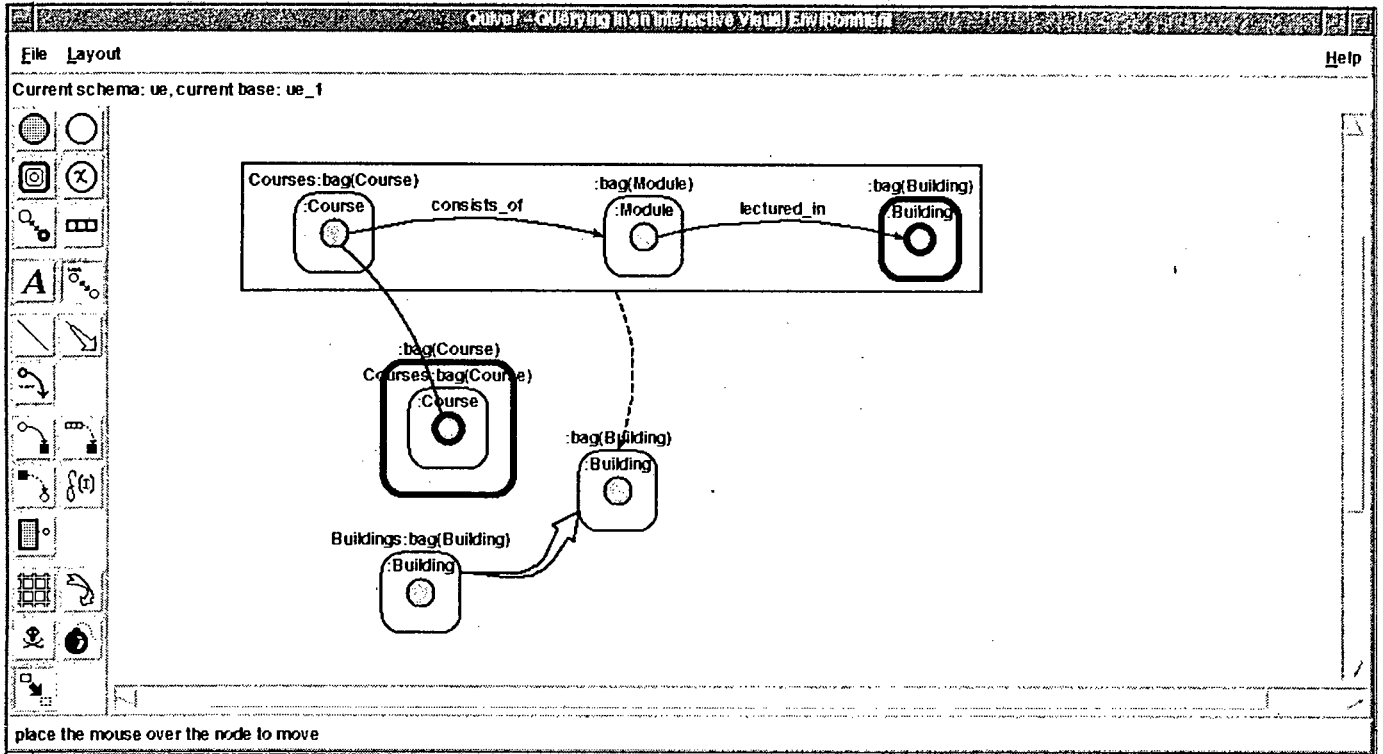 Quiver – QUerying in an Interactive Visual EnviRonment
File Layout Help
Current schema: ue, current base: ue_1
Courses:bag(Course) :bag(Module) :bag(Building)
:Course consists_of :Module lectured_in :Building
:bag(Course)
Courses:bag(Course)
:Course
:bag(Building)
:Building
Buildings:bag(Building)
:Building
A
place the mouse over the node to move